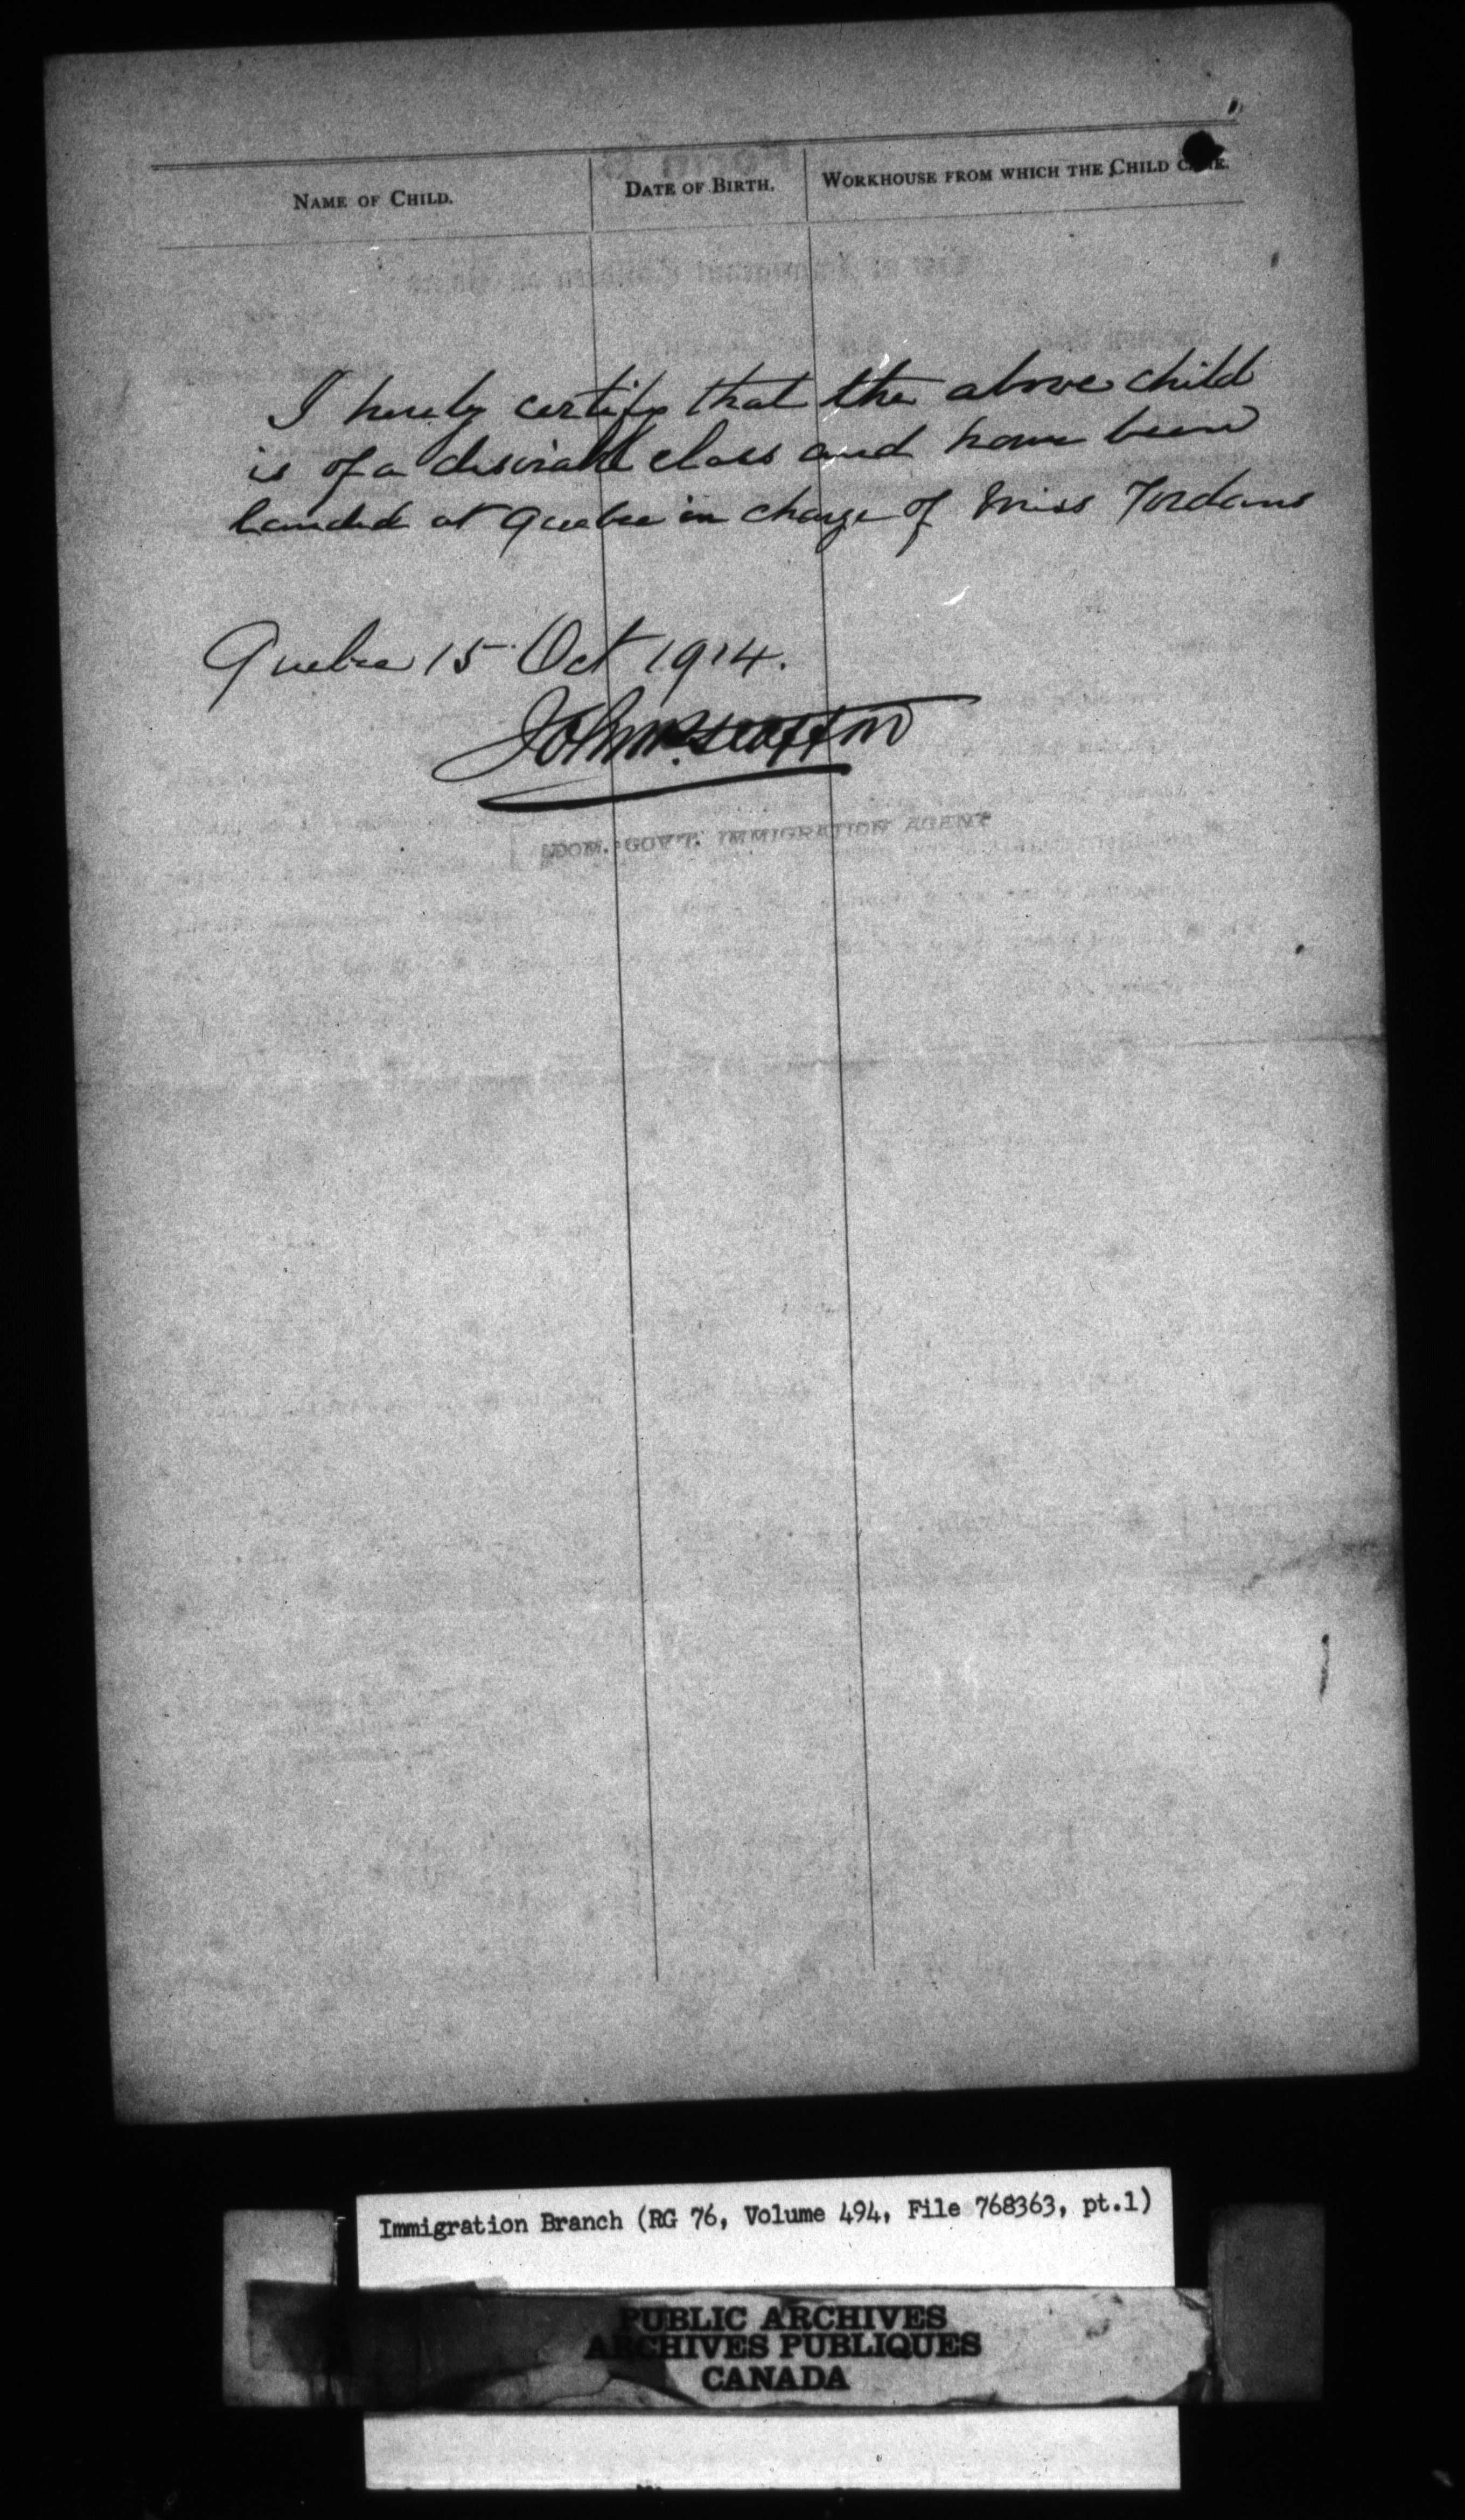 NAME OF CHILD. DATE OF BIRTH. WORKHOUSE FROM WHICH THE CHILD CAME.
I hereby certify that the above child
is of a desirable class and have been
landed at Quebec in charge of Miss Jordans
Quebec 15 Oct 1914.
DOM. GOV'T. IMMIGRATION AGENT
Immigration Branch (RG 76, Volume 494, File 768363, pt.1)
PUBLIC ARCHIVES
ARCHIVES PUBLIQUES
CANADA